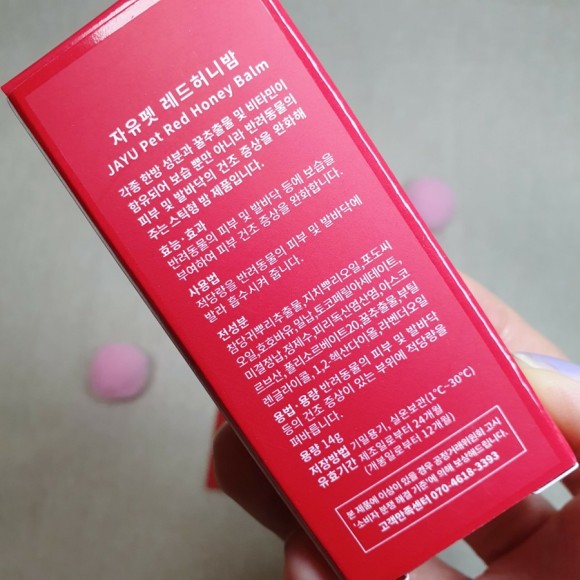 자유펫 레드허니밤
JAYU Pet Red Honey Balm
각종 한방 성분과 꿀추출물 및 비타민이
함유되어 보습 뿐만 아니라 반려동물의
피부 및 발바닥의 건조 증상을 완화해
주는 스틱형 밤 제품입니다.
효능·효과
반려동물의 피부 및 발바닥 등에 보습을
부여하여 피부 건조 증상을 완화합니다.
사용법
적당량을 반려동물의 피부 및 발바닥에
발라 흡수시켜 줍니다.
전성분
참당귀뿌리추출물,지치뿌리오일,포도씨
오일,호호바유,밀납,토코페릴아세테이트,
미결정납,정제수,피리독신염산염,아스코
르브산,폴리소르베이트20,꿀추출물,부틸
렌글라이콜,1,2-헥산다이올,라벤더오일
용법·용량 반려동물의 피부 및 발바닥
등의 건조 증상이 있는 부위에 적당량을
펴바릅니다.
용량 14g
저장방법 기밀용기, 실온보관(1℃~30℃)
유효기간 제조일로부터 24개월
(개봉일로부터 12개월)
본 제품에 이상이 있을 경우 공정거래위원회 고시
'소비자 분쟁 해결 기준'에 의해 보상해드립니다.
고객만족센터 070-4618-3393